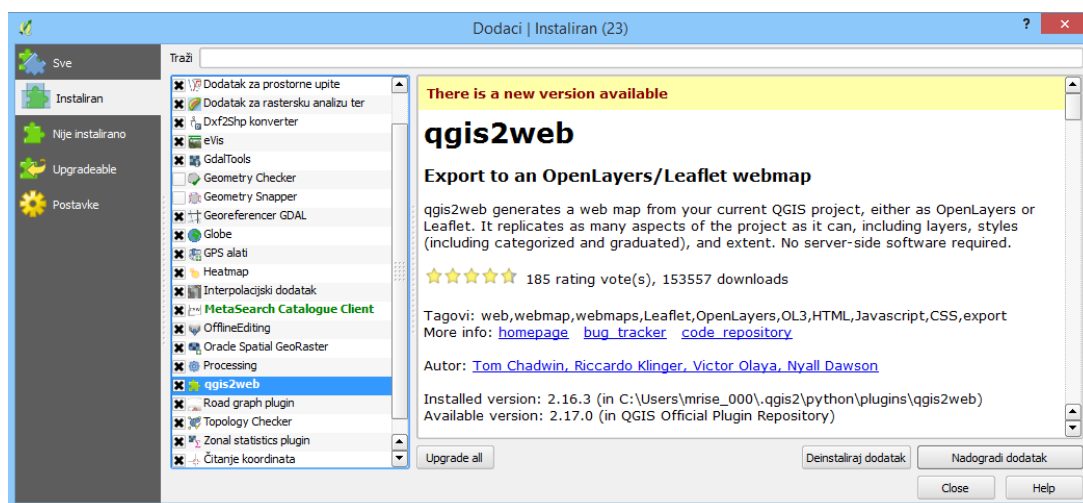 Dodaci | Instaliran (23)
?
×
Sve
Instaliran
Nije instalirano
Upgradeable
Postavke
Traži
Dodatak za prostorne upite
Dodatak za rastersku analizu ter
Dxf2Shp konverter
eVis
GdalTools
Geometry Checker
Geometry Snapper
Georeferencer GDAL
Globe
GPS alati
Heatmap
Interpolacijski dodatak
MetaSearch Catalogue Client
OfflineEditing
Oracle Spatial GeoRaster
Processing
qgis2web
Road graph plugin
Topology Checker
Zonal statistics plugin
Čitanje koordinata
There is a new version available
qgis2web
Export to an OpenLayers/Leaflet webmap
qgis2web generates a web map from your current QGIS project, either as OpenLayers or
Leaflet. It replicates as many aspects of the project as it can, including layers, styles
(including categorized and graduated), and extent. No server-side software required.
185 rating vote(s), 153557 downloads
Tagovi: web,webmap,webmaps,Leaflet,OpenLayers,OL3,HTML,Javascript,CSS,export
More info: homepage bug tracker code repository
Autor: Tom Chadwin, Riccardo Klinger, Victor Olaya, Nyall Dawson
Installed version: 2.16.3 (in C:\Users\mrise_000\.qgis2\python\plugins\qgis2web)
Available version: 2.17.0 (in QGIS Official Plugin Repository)
Upgrade all
Deinstaliraj dodatak
Nadogradi dodatak
Close
Help